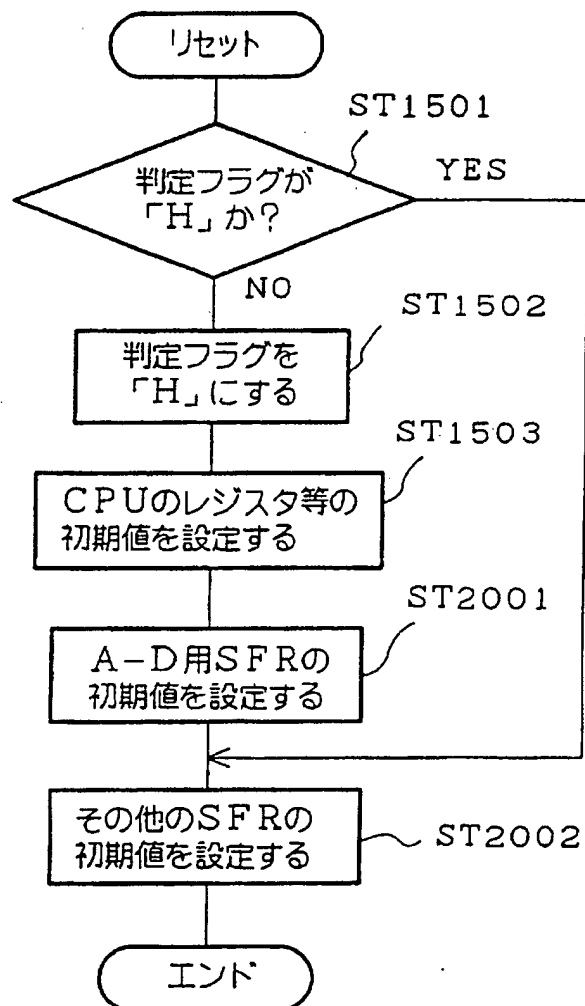 リセット
ST1501
判定フラグが
「H」か?
YES
NO
ST1502
判定フラグを
「H」にする
ST1503
CPUのレジスタ等の
初期値を設定する
ST2001
A-D用SFRの
初期値を設定する
その他のSFRの
初期値を設定する
ST2002
エンド